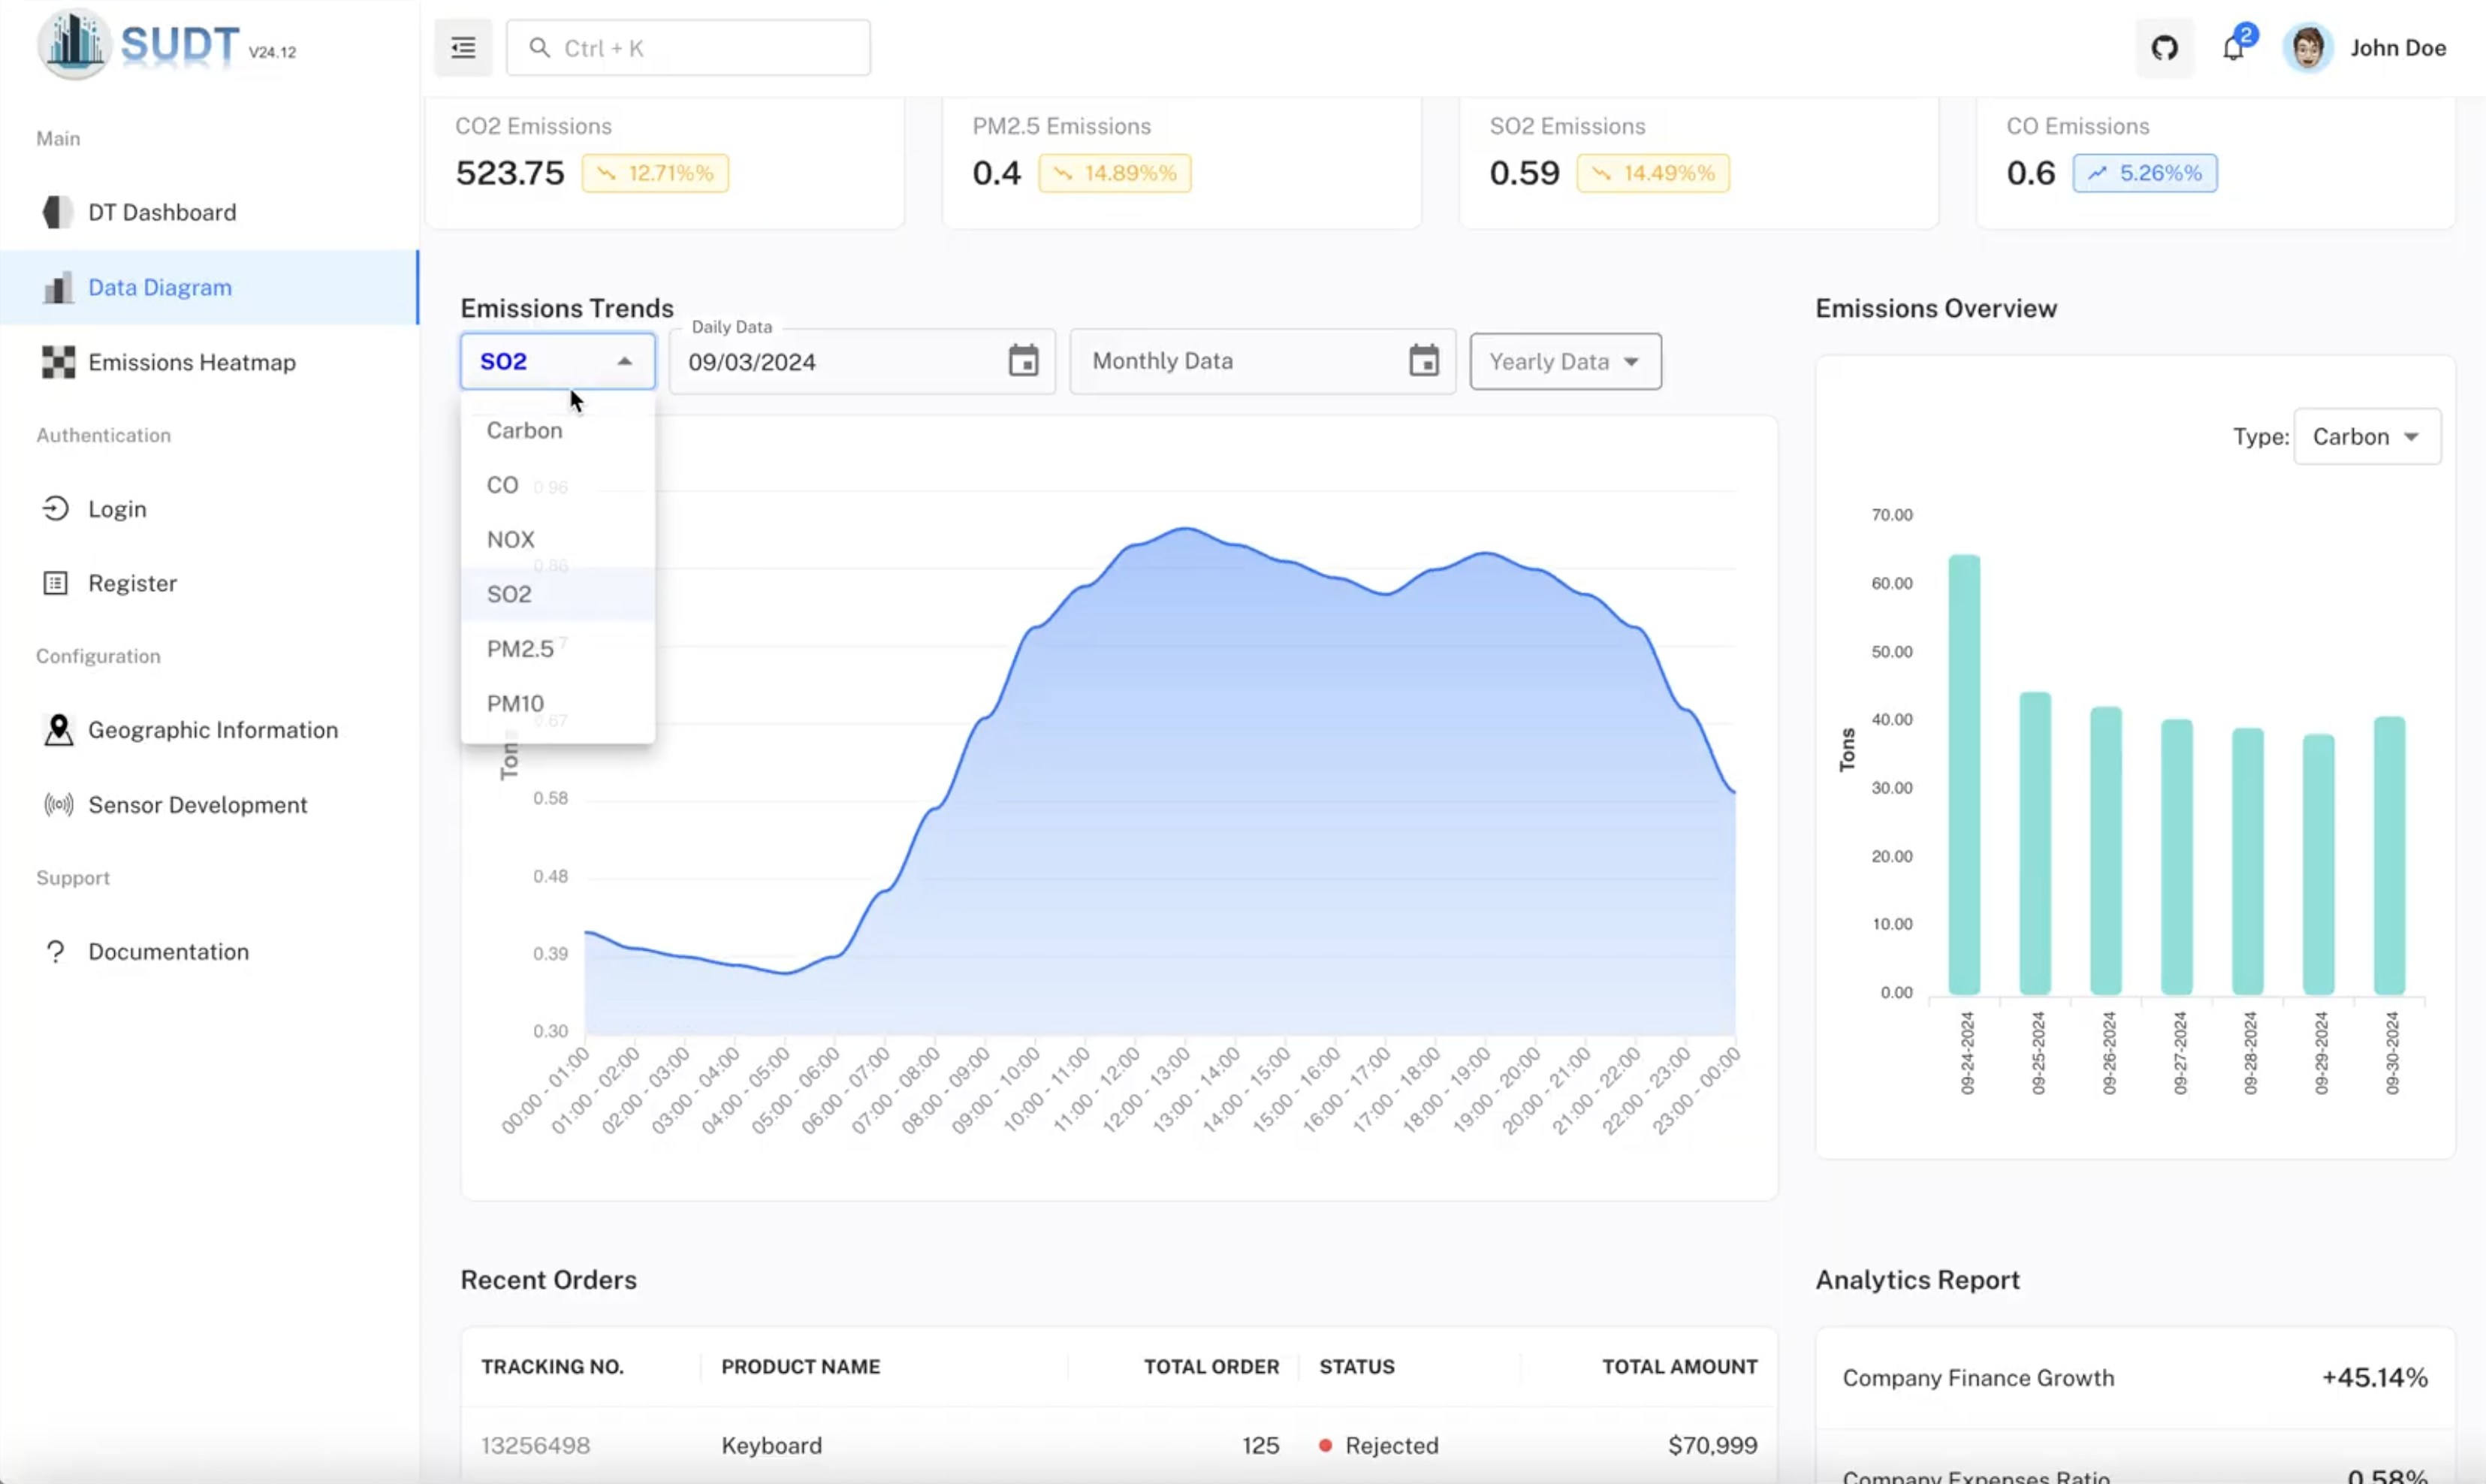 SUDT V24.12
Ctrl + K
2
John Doe
Main
DT Dashboard
Data Diagram
Emissions Heatmap
Authentication
Login
Register
Configuration
Geographic Information
Sensor Development
Support
Documentation
CO2 Emissions
523.75 12.71%%
PM2.5 Emissions
0.4 14.89%%
SO2 Emissions
0.59 14.49%%
CO Emissions
0.6 5.26%%
Emissions Trends
SO2
Daily Data
09/03/2024
Monthly Data
Yearly Data
Carbon
CO
NOX
SO2
PM2.5
PM10
0.96
0.86
7
0.67
0.58
0.48
0.39
0.30
Tons
00:00 - 01:00
01:00 - 02:00
02:00 - 03:00
03:00 - 04:00
04:00 - 05:00
05:00 - 06:00
06:00 - 07:00
07:00 - 08:00
08:00 - 09:00
09:00 - 10:00
10:00 - 11:00
11:00 - 12:00
12:00 - 13:00
13:00 - 14:00
14:00 - 15:00
15:00 - 16:00
16:00 - 17:00
17:00 - 18:00
18:00 - 19:00
19:00 - 20:00
20:00 - 21:00
21:00 - 22:00
22:00 - 23:00
23:00 - 00:00
Emissions Overview
Type: Carbon
70.00
60.00
50.00
40.00
30.00
20.00
10.00
0.00
Tons
09-24-2024
09-25-2024
09-26-2024
09-27-2024
09-28-2024
09-29-2024
09-30-2024
Recent Orders
TRACKING NO. PRODUCT NAME TOTAL ORDER STATUS TOTAL AMOUNT
13256498 Keyboard 125 Rejected $70,999
Analytics Report
Company Finance Growth +45.14%
Company Expenses Ratio 0.58%